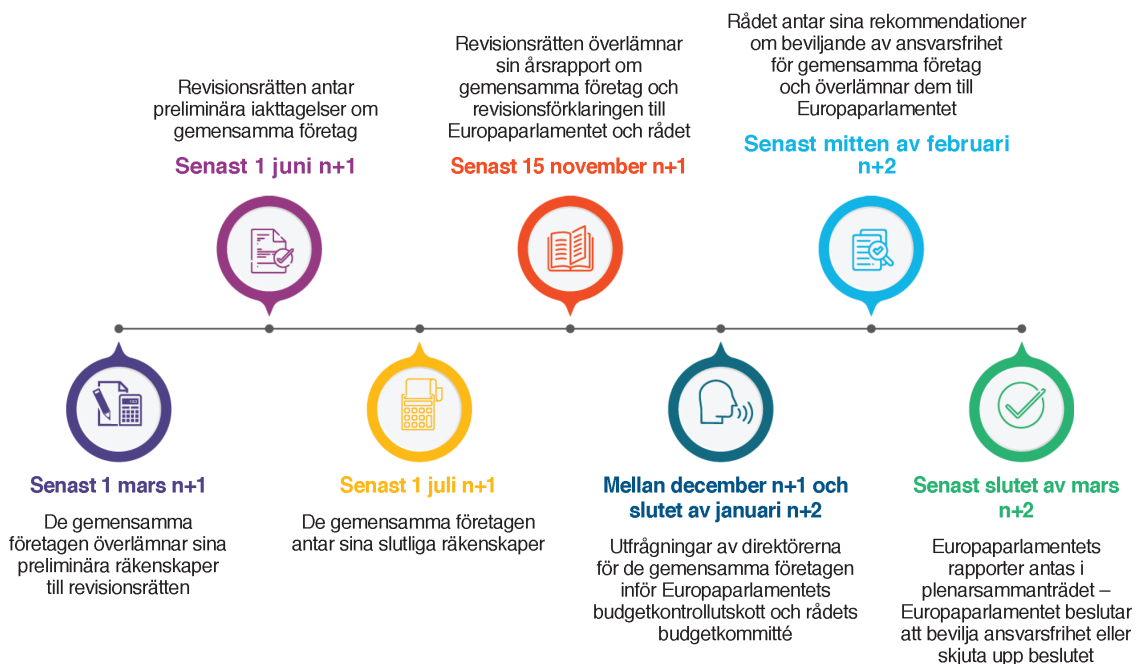 Revisionsrätten antar
preliminära iakttagelser om
gemensamma företag
Senast 1 juni n+1
Revisionsrätten överlämnar
sin årsrapport om
gemensamma företag och
revisionsförklaringen till
Europaparlamentet och rådet
Senast 15 november n+1
Rådet antar sina rekommendationer
om beviljande av ansvarsfrihet
för gemensamma företag
och överlämnar dem till
Europaparlamentet
Senast mitten av februari
n+2
Senast 1 mars n+1
De gemensamma
företagen överlämnar sina
preliminära räkenskaper
till revisionsrätten
Senast 1 juli n+1
De gemensamma företagen
antar sina slutliga räkenskaper
Mellan december n+1 och
slutet av januari n+2
Utfrågningar av direktörerna
för de gemensamma företagen
inför Europaparlamentets
budgetkontrollutskott och rådets
budgetkommitté
Senast slutet av mars
n+2
Europaparlamentets
rapporter antas i
plenarsammanträdet –
Europaparlamentet beslutar
att bevilja ansvarsfrihet eller
skjuta upp beslutet